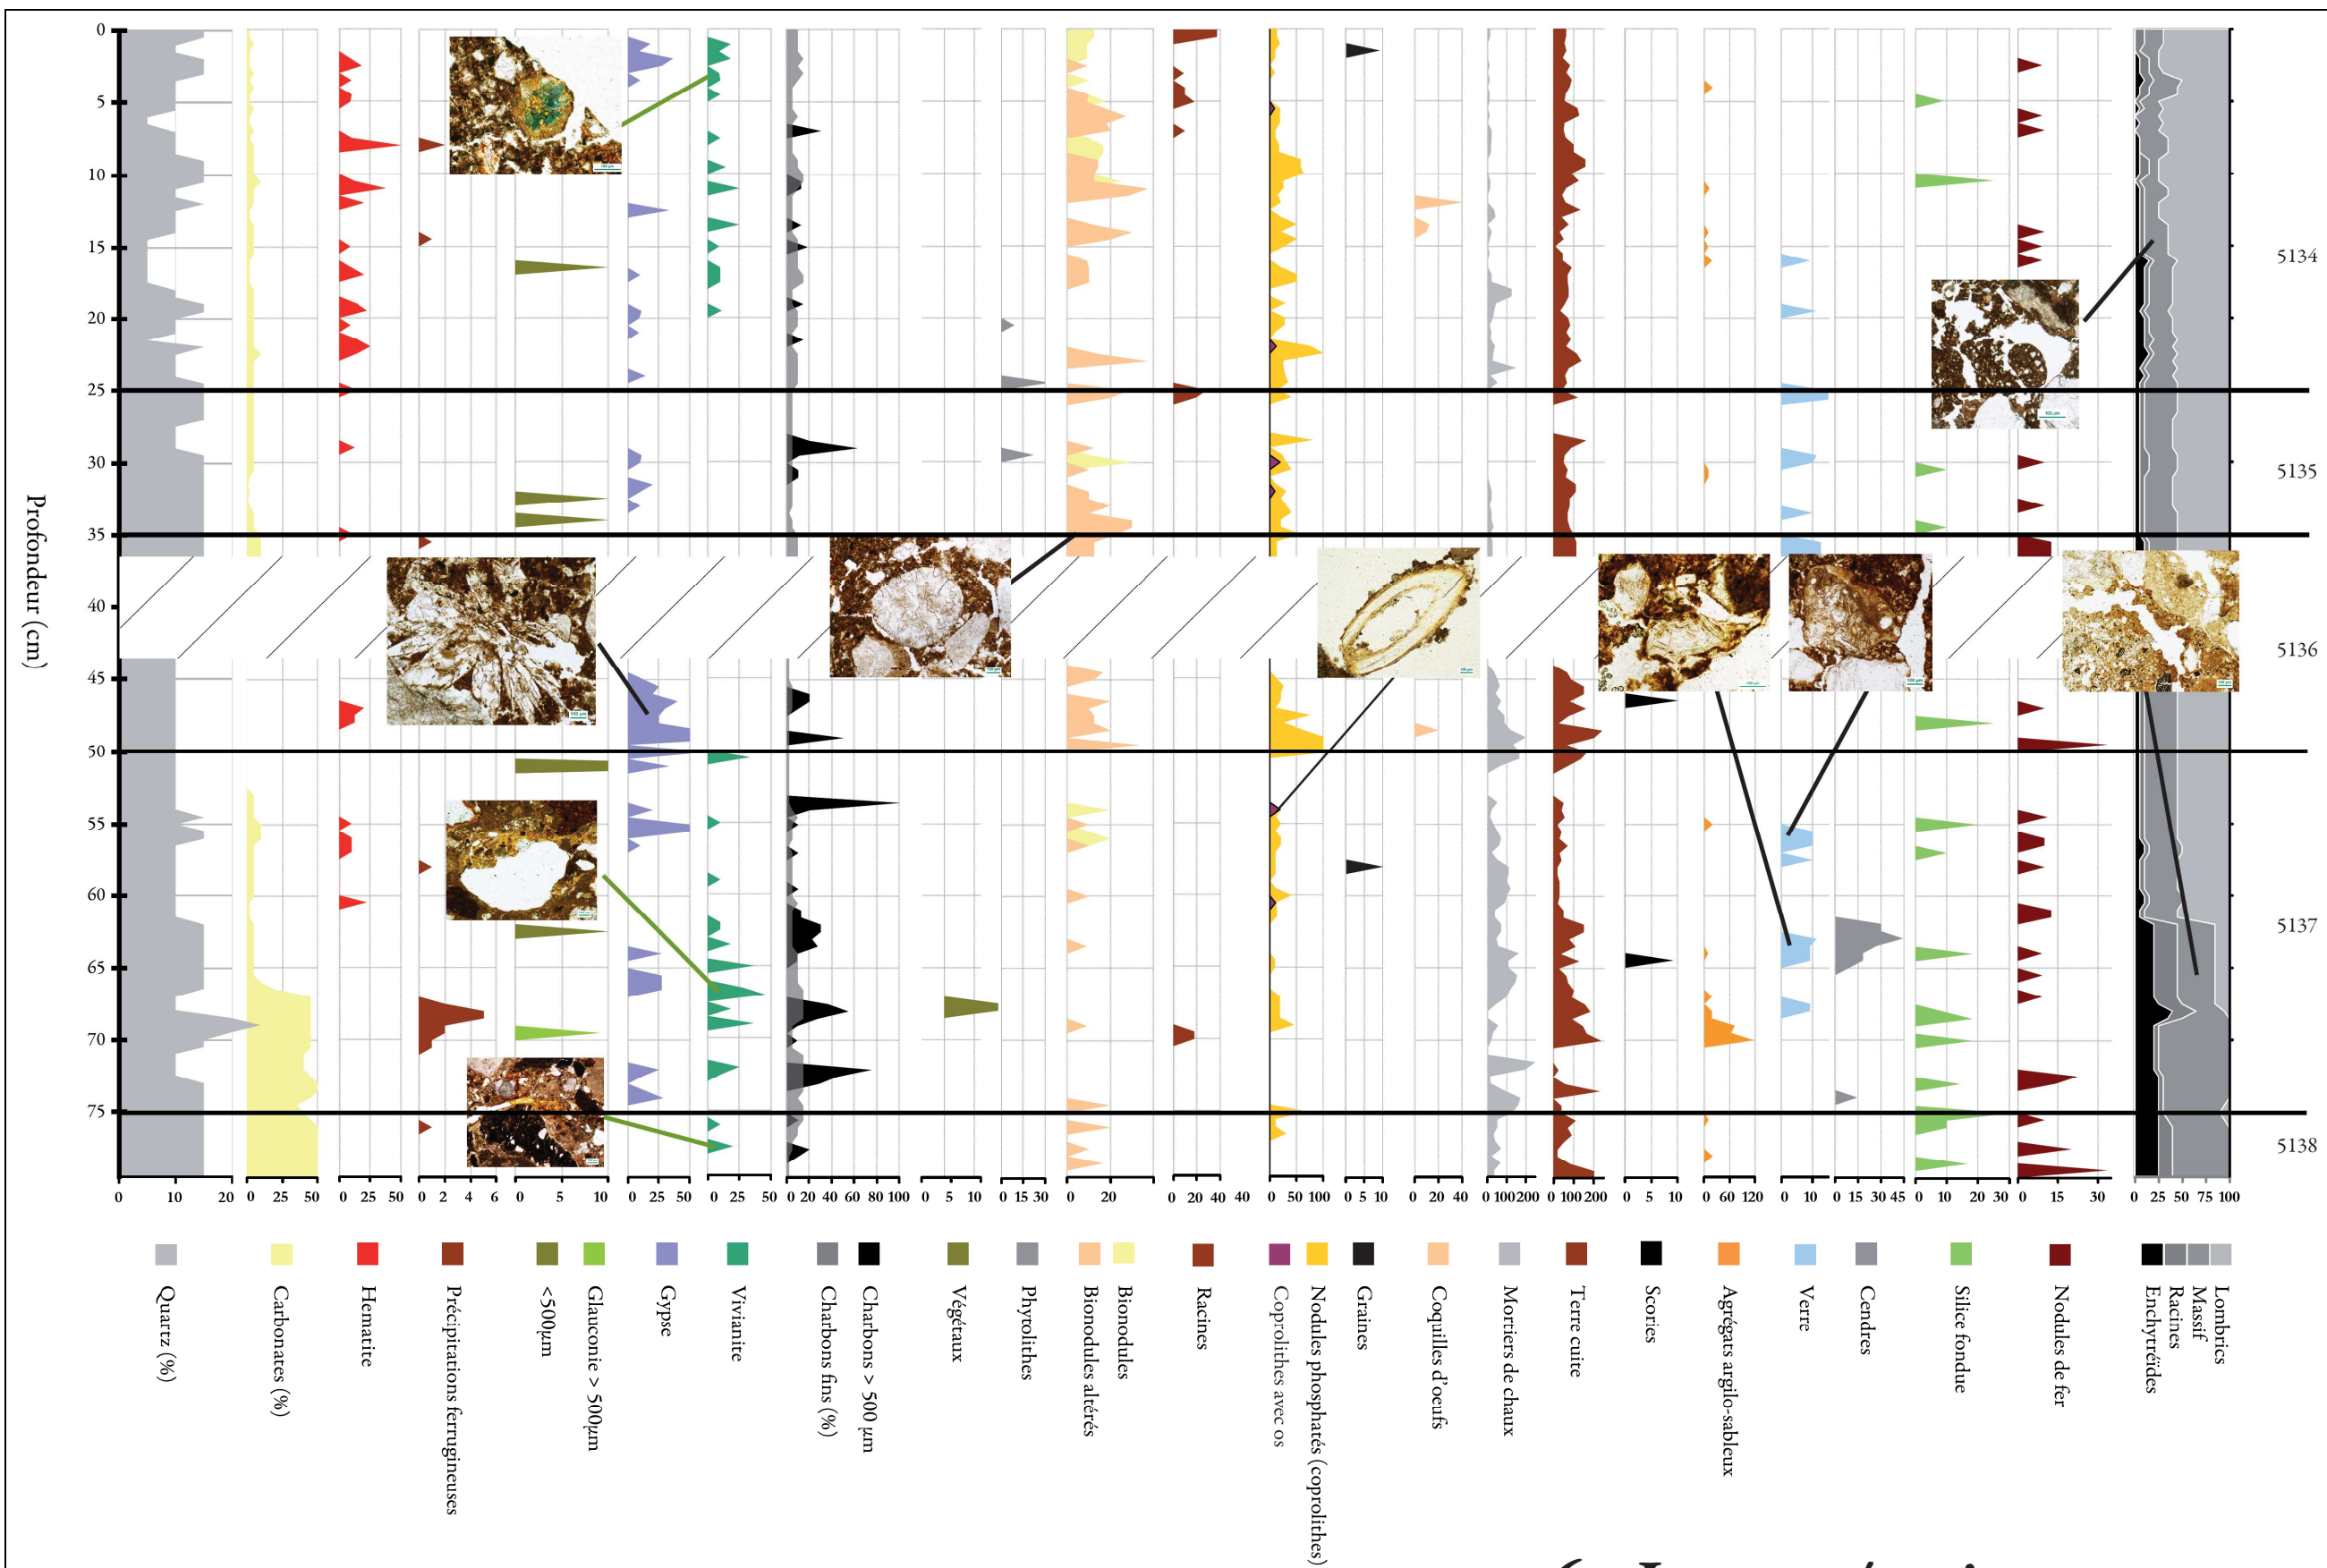 Profondeur (cm)
0
5
10
15
20
25
30
35
40
45
50
55
60
65
70
75
5134
5135
5136
5137
5138
0 10 20
0 25 50
0 25 50
0 2 4 6
0 5 10
0 25 50
0 25 50
0 20 40 60 80 100
0 5 10
0 15 30
0 20
0 20 40
40
0 50 100
0 5 10
0 20 40
0 100 200
0 100 200
0 5 10
0 60 120
0 10
0 15 30 45
0 10 20 30
0 15 30
0 25 50 75 100
Quartz (%)
Carbonates (%)
Hematite
Précipitations ferrugineuses
<500µm
Glauconie > 500µm
Gypse
Vivianite
Charbons fins (%)
Charbons > 500 µm
Végétaux
Phytolithes
Bionodules altérés
Bionodules
Racines
Coprolithes avec os
Nodules phosphatés (coprolithes)
Graines
Coquilles d'oeufs
Mortiers de chaux
Terre cuite
Scories
Agrégats argilo-sableux
Verre
Cendres
Silice fondue
Nodules de fer
Enchytréides
Racines
Massif
Lombrics